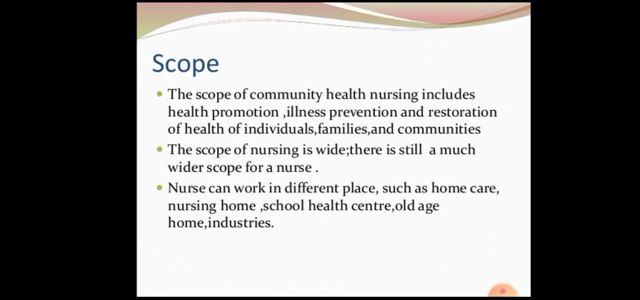 Scope
The scope of community health nursing includes
health promotion ,illness prevention and restoration
of health of individuals,families,and communities
The scope of nursing is wide;there is still a much
wider scope for a nurse .
Nurse can work in different place, such as home care,
nursing home ,school health centre,old age
home,industries.